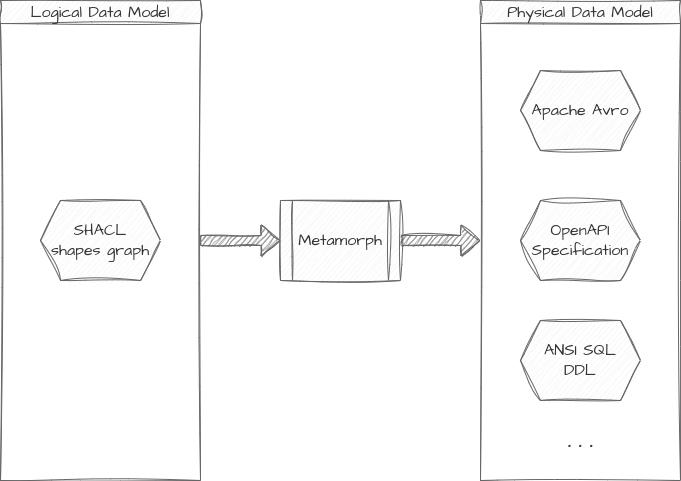 Logical Data Model
Physical Data Model
Apache Avro
SHACL
shapes graph
Metamorph
OpenAPI
Specification
ANSI SQL
DDL
...